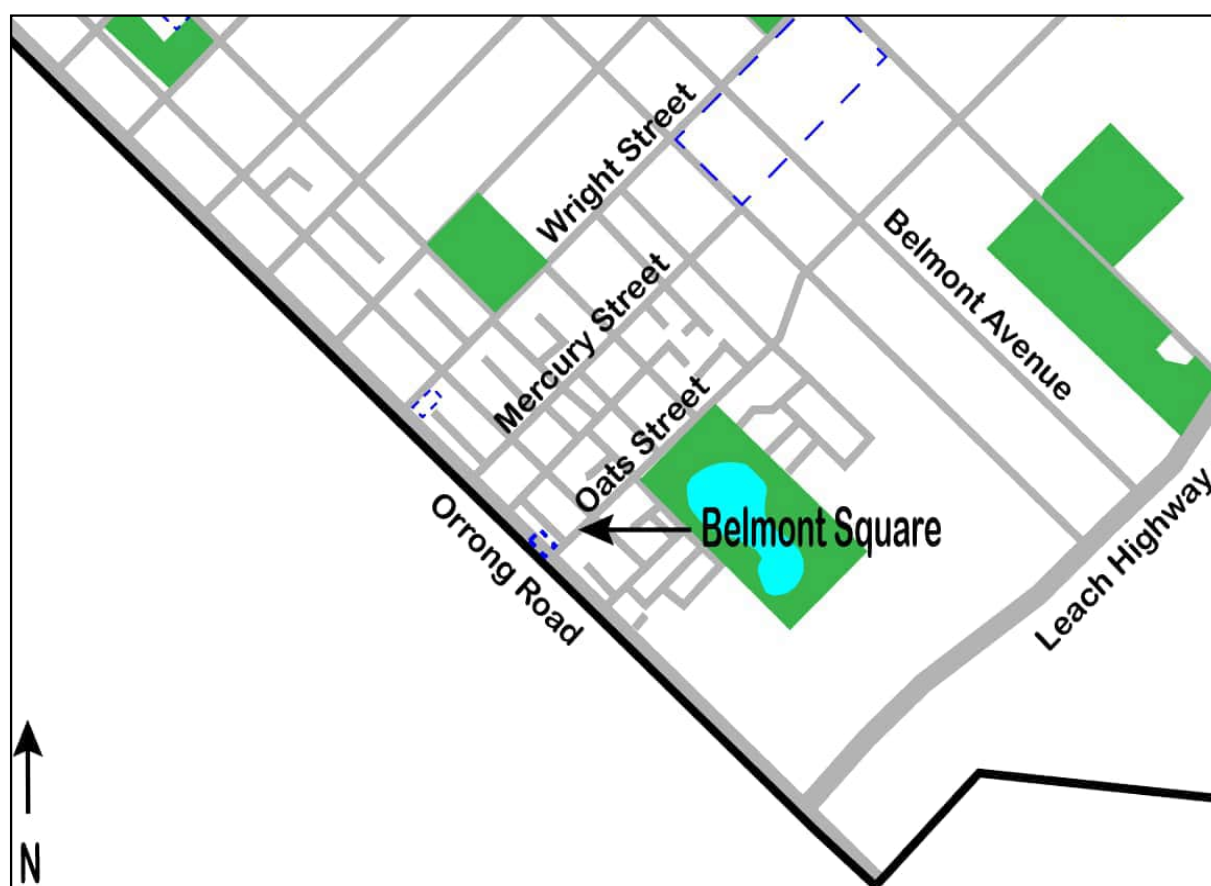 Wright Street
Mercury Street
Belmont Avenue
Oats Street
Belmont Square
Orrong Road
Leach Highway
N